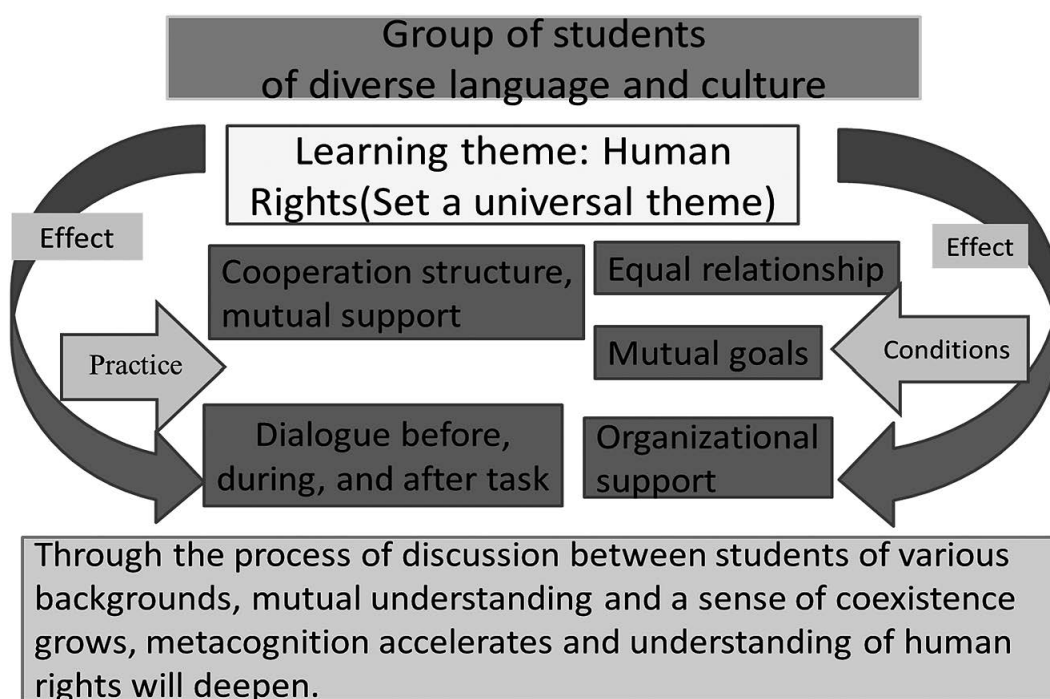 Group of students
of diverse language and culture
Learning theme: Human
Rights(Set a universal theme)
Effect
Effect
Cooperation structure,
mutual support
Equal relationship
Practice
Mutual goals
Conditions
Dialogue before,
during, and after task
Organizational
support
Through the process of discussion between students of various
backgrounds, mutual understanding and a sense of coexistence
grows, metacognition accelerates and understanding of human
rights will deepen.